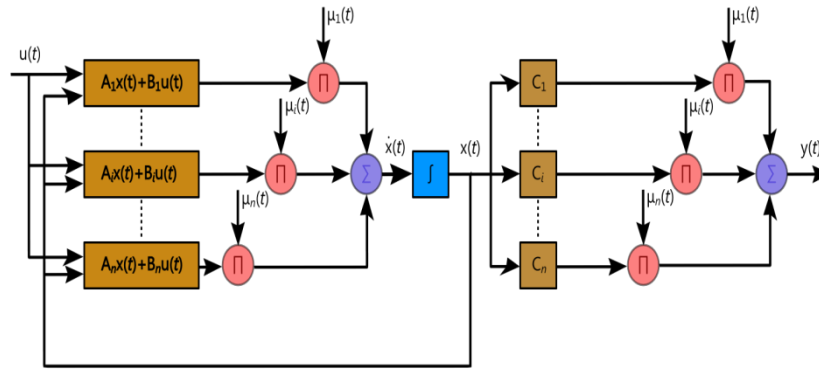 μ₁(t) μ₁(t)
u(t)
A₁x(t)+B₁u(t) ∏ C₁ ∏
μᵢ(t) μᵢ(t)
ẋ(t) x(t) y(t)
Aᵢx(t)+Bᵢu(t) ∏ ∑ ∫ Cᵢ ∏ ∑
μₙ(t) μₙ(t)
Aₙx(t)+Bₙu(t) ∏ Cₙ ∏